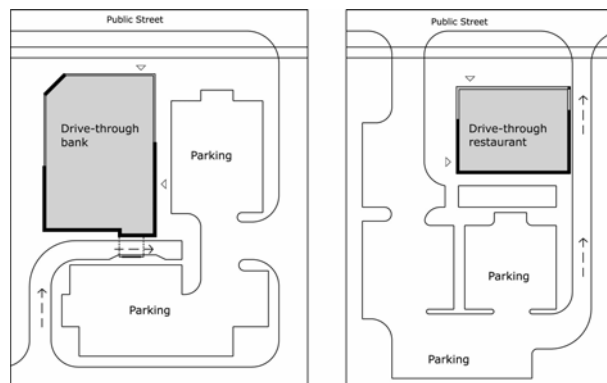 Public Street
Drive-through
bank
Parking
Parking
Public Street
Drive-through
restaurant
Parking
Parking